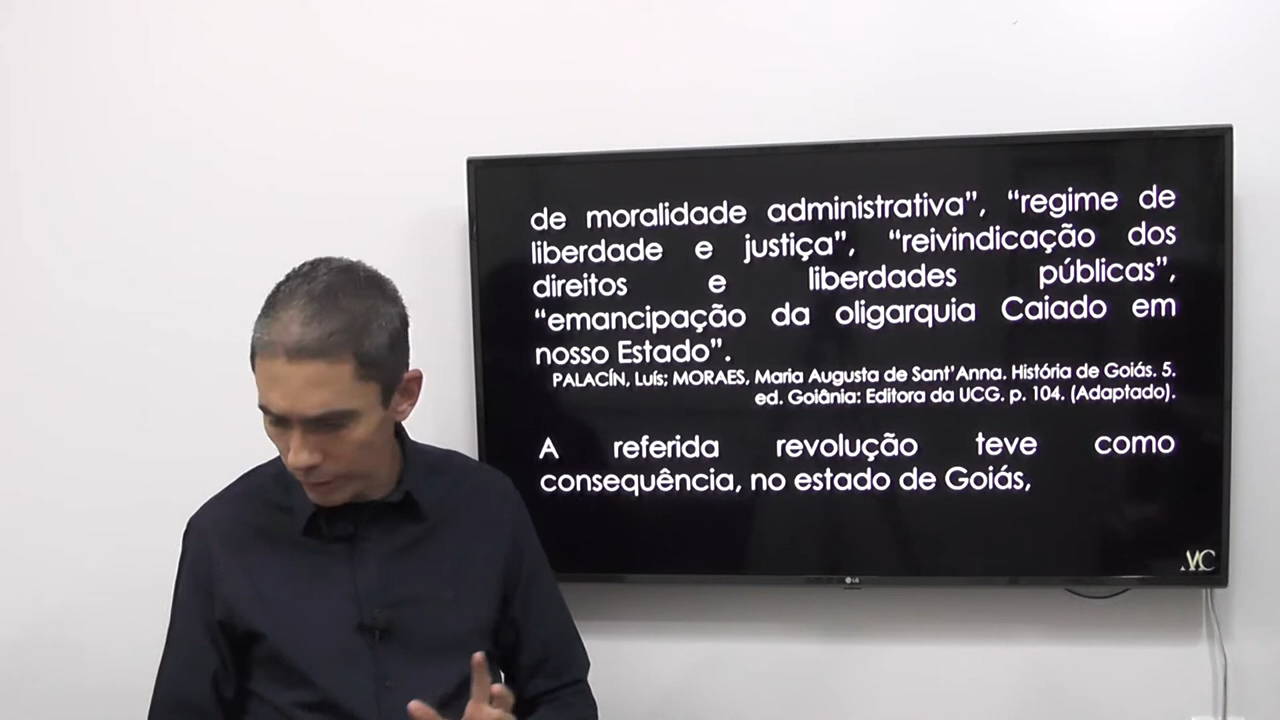 de moralidade administrativa”, “regime de
liberdade e justiça”, “reivindicação dos
direitos e liberdades públicas”,
“emancipação da oligarquia Caiado em
nosso Estado”.
PALACÍN, Luís; MORAES, Maria Augusta de Sant’Anna. História de Goiás. 5.
ed. Goiânia: Editora da UCG. p. 104. (Adaptado).
A referida revolução teve como
consequência, no estado de Goiás,
MC
LG